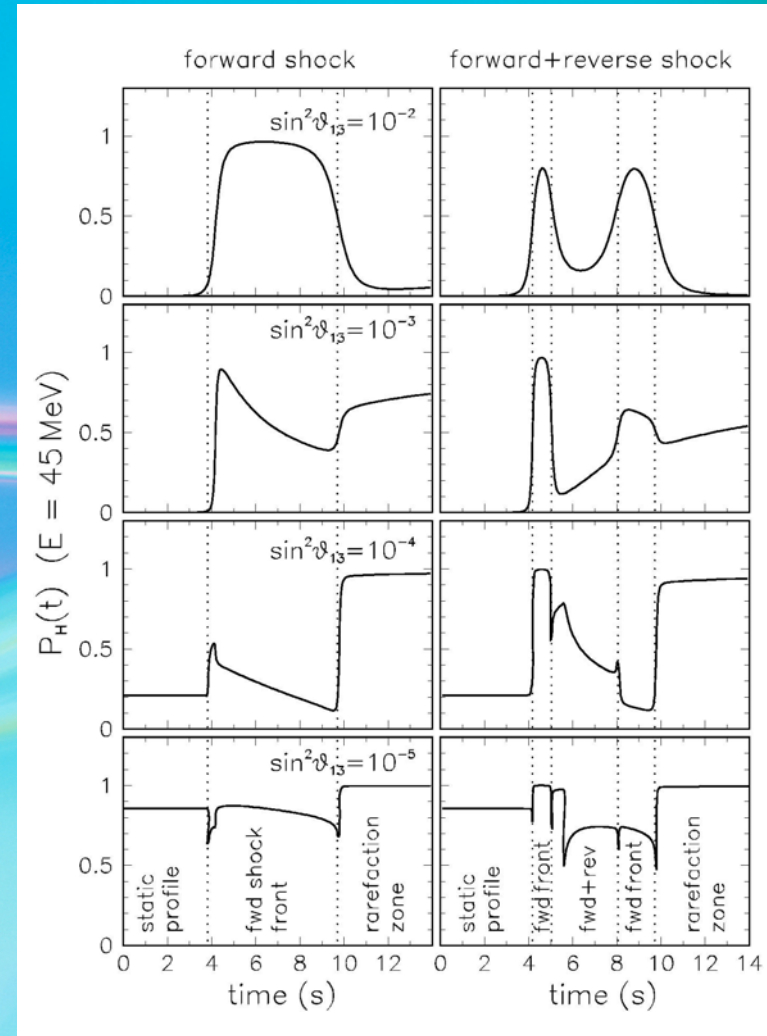 forward shock
forward+reverse shock
P_H(t) (E = 45 MeV)
1
0.5
0
sin²ϑ₁₃=10⁻²
1
0.5
0
sin²ϑ₁₃=10⁻³
1
0.5
0
sin²ϑ₁₃=10⁻⁴
1
0.5
0
sin²ϑ₁₃=10⁻⁵
static
profile
fwd shock
front
rarefaction
zone
static
profile
fwd front
fwd+rev
fwd front
rarefaction
zone
0 2 4 6 8 10 12
0 2 4 6 8 10 12 14
time (s)
time (s)